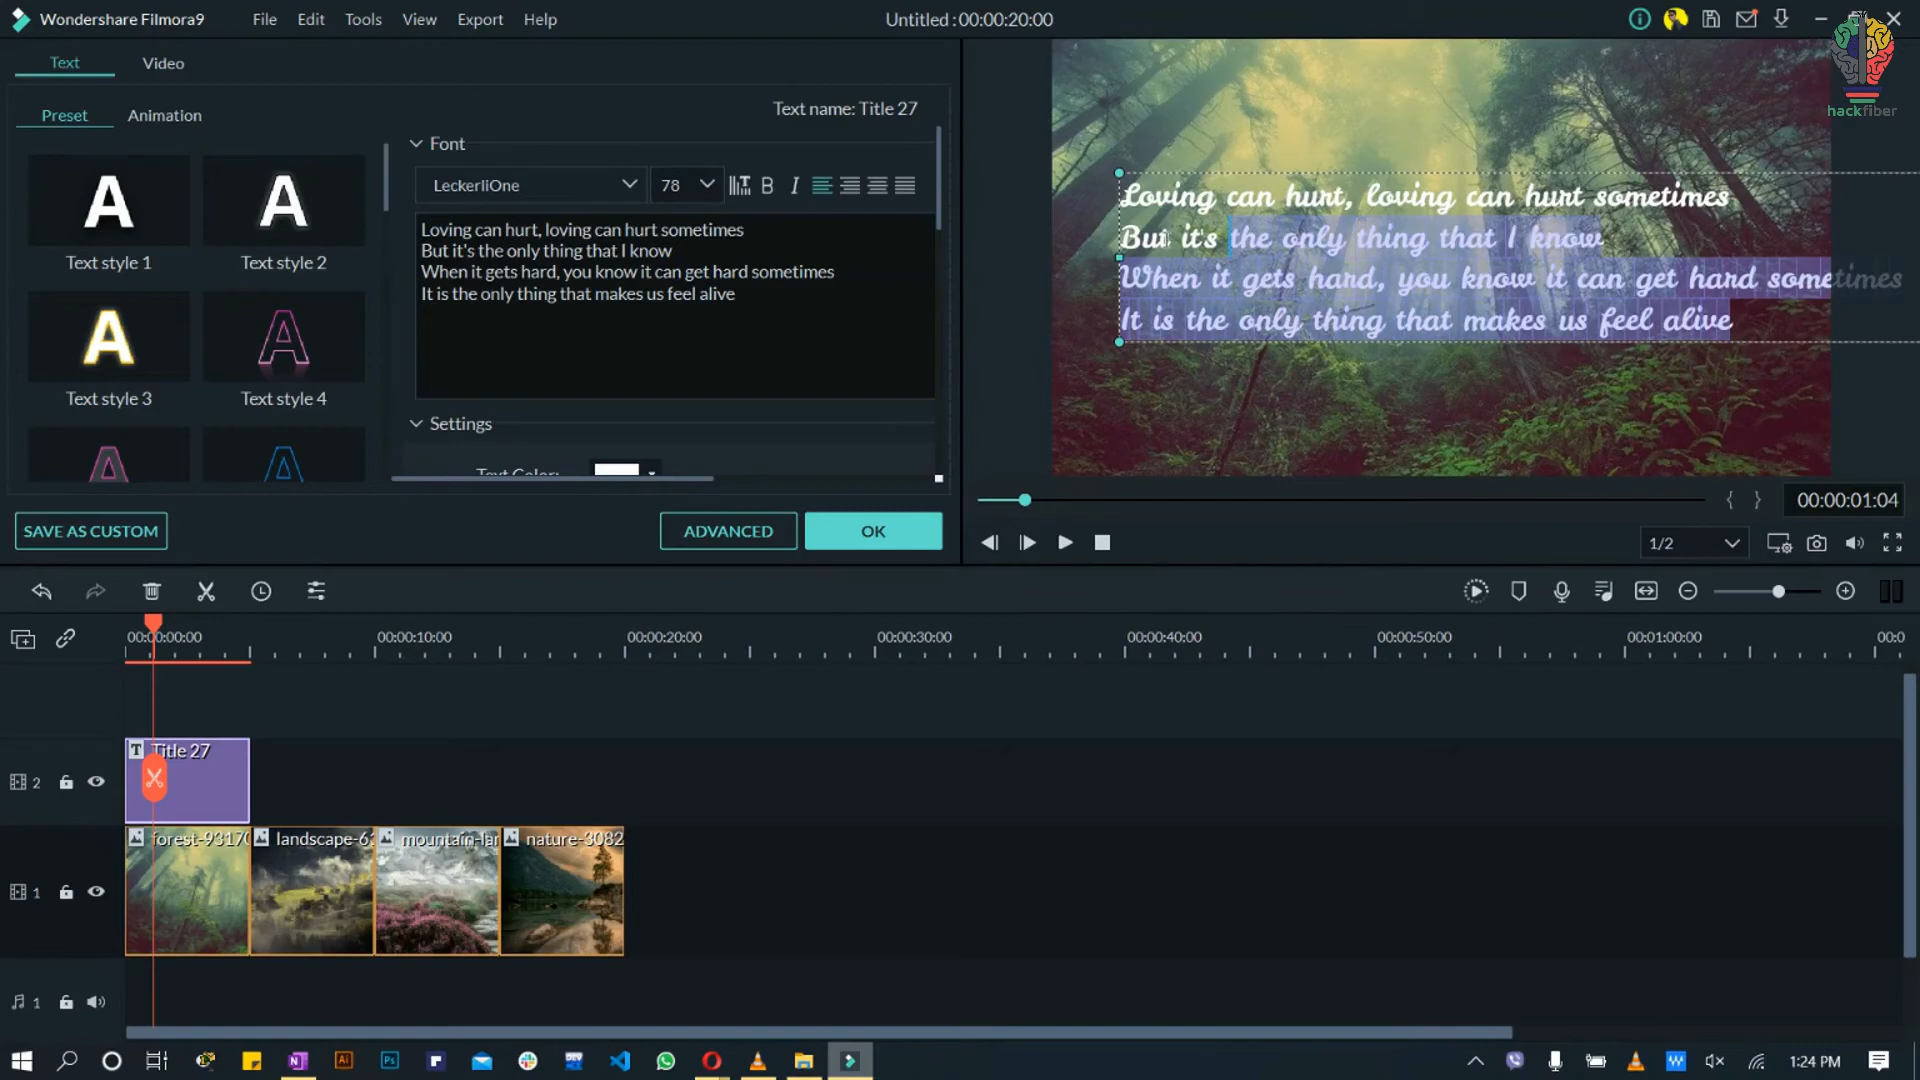 Wondershare Filmora9
File
Edit
Tools
View
Export
Help
Untitled : 00:00:20:00
hackfiber
Text
Video
Preset
Animation
Text name: Title 27
Font
LeckerliOne
78
B
I
A
A
Text style 1
Text style 2
A
A
Text style 3
Text style 4
A
A
Loving can hurt, loving can hurt sometimes
But it's the only thing that I know
When it gets hard, you know it can get hard sometimes
It is the only thing that makes us feel alive
Settings
Text Color:
SAVE AS CUSTOM
ADVANCED
OK
Loving can hurt, loving can hurt sometimes
But it's the only thing that I know
When it gets hard, you know it can get hard sometimes
It is the only thing that makes us feel alive
{ }
00:00:01:04
1/2
00:00:00:00
00:00:10:00
00:00:20:00
00:00:30:00
00:00:40:00
00:00:50:00
00:01:00:00
00:0
T Title 27
2
forest-9317
landscape-6
mountain-lan
nature-3082
1
1
1:24 PM